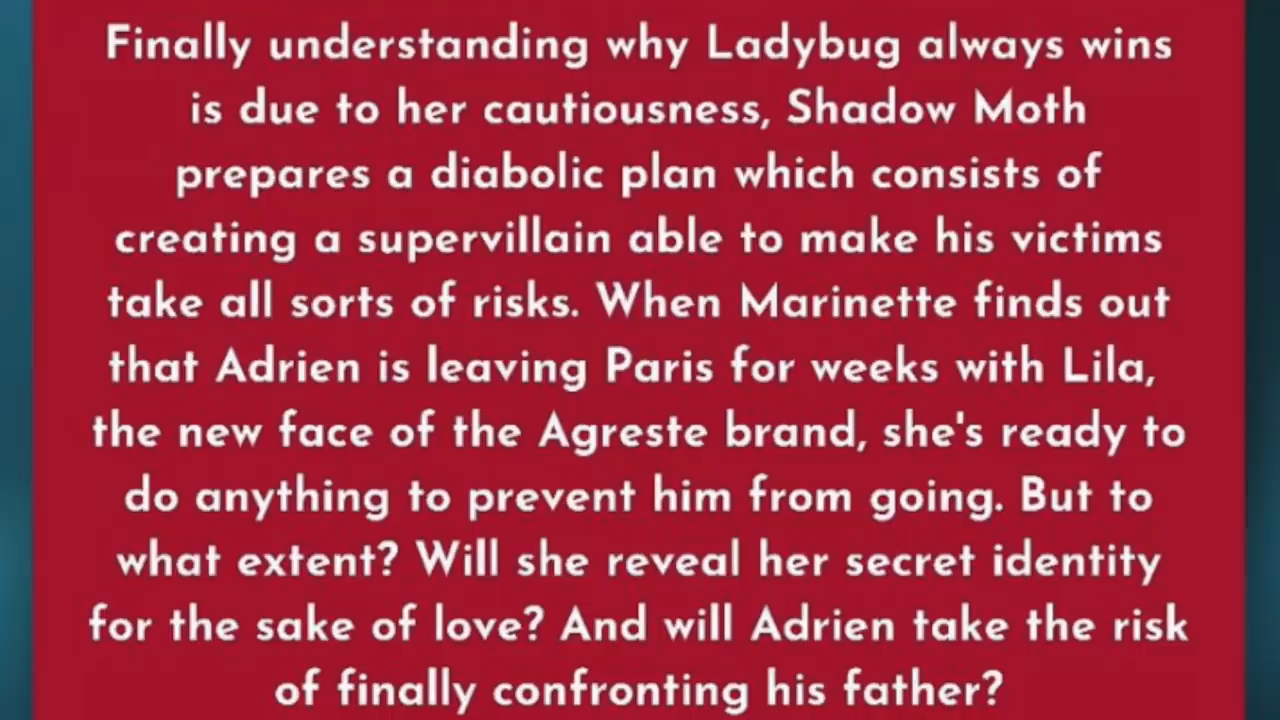 Finally understanding why Ladybug always wins
is due to her cautiousness, Shadow Moth
prepares a diabolic plan which consists of
creating a supervillain able to make his victims
take all sorts of risks. When Marinette finds out
that Adrien is leaving Paris for weeks with Lila,
the new face of the Agreste brand, she's ready to
do anything to prevent him from going. But to
what extent? Will she reveal her secret identity
for the sake of love? And will Adrien take the risk
of finally confronting his father?